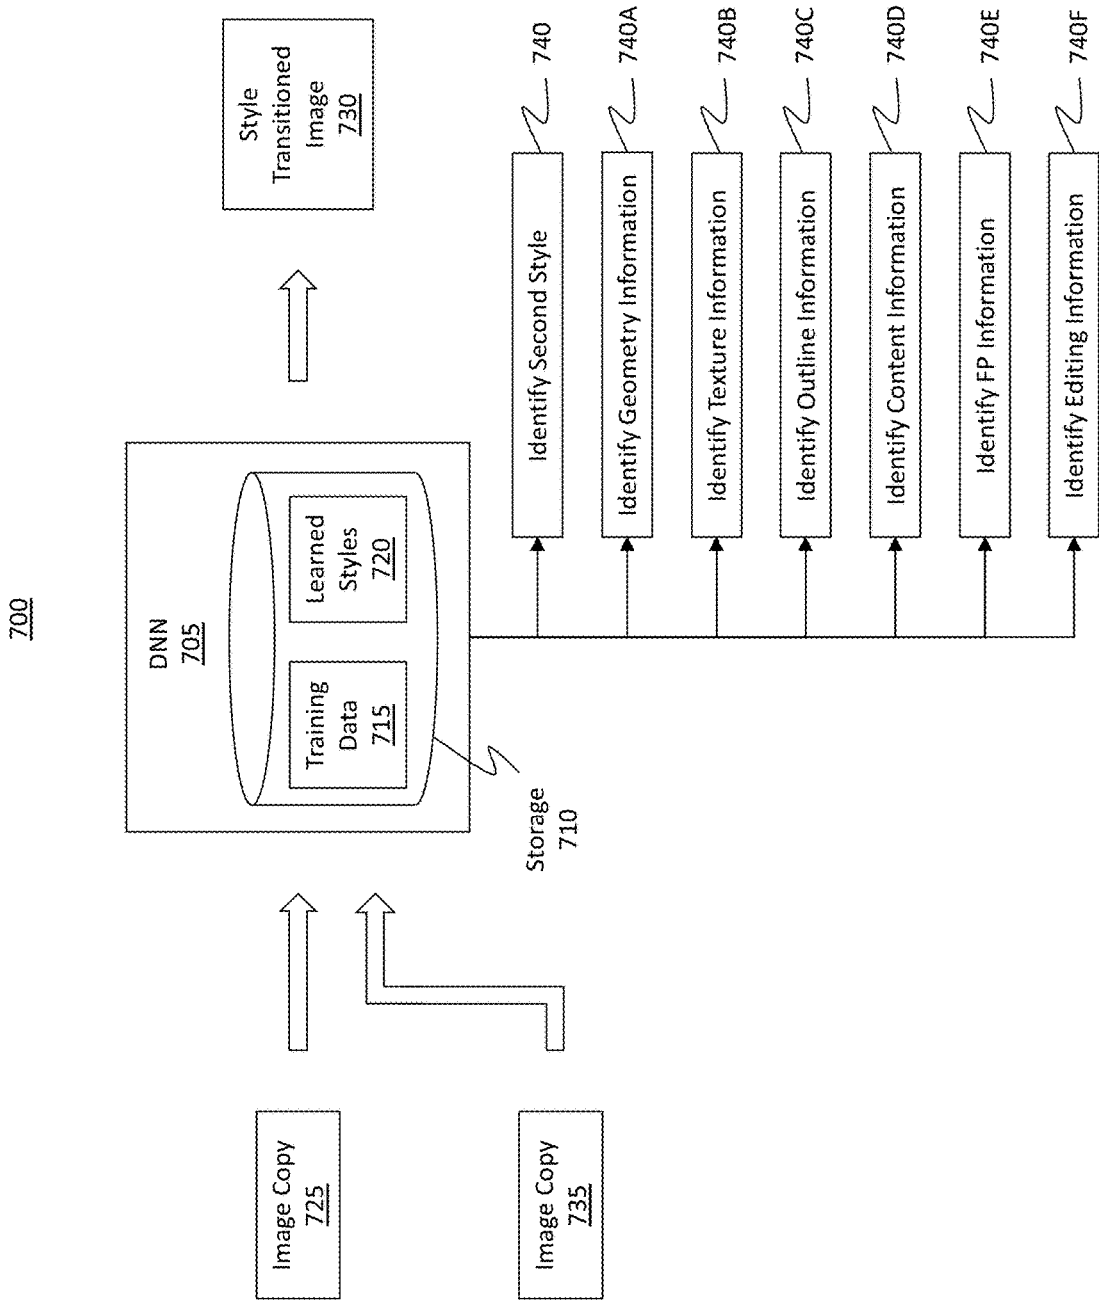 700
DNN
705
Training
Data
715
Learned
Styles
720
Storage
710
Image Copy
725
Image Copy
735
Style
Transitioned
Image
730
Identify Second Style
740
Identify Geometry Information
740A
Identify Texture Information
740B
Identify Outline Information
740C
Identify Content Information
740D
Identify FP Information
740E
Identify Editing Information
740F